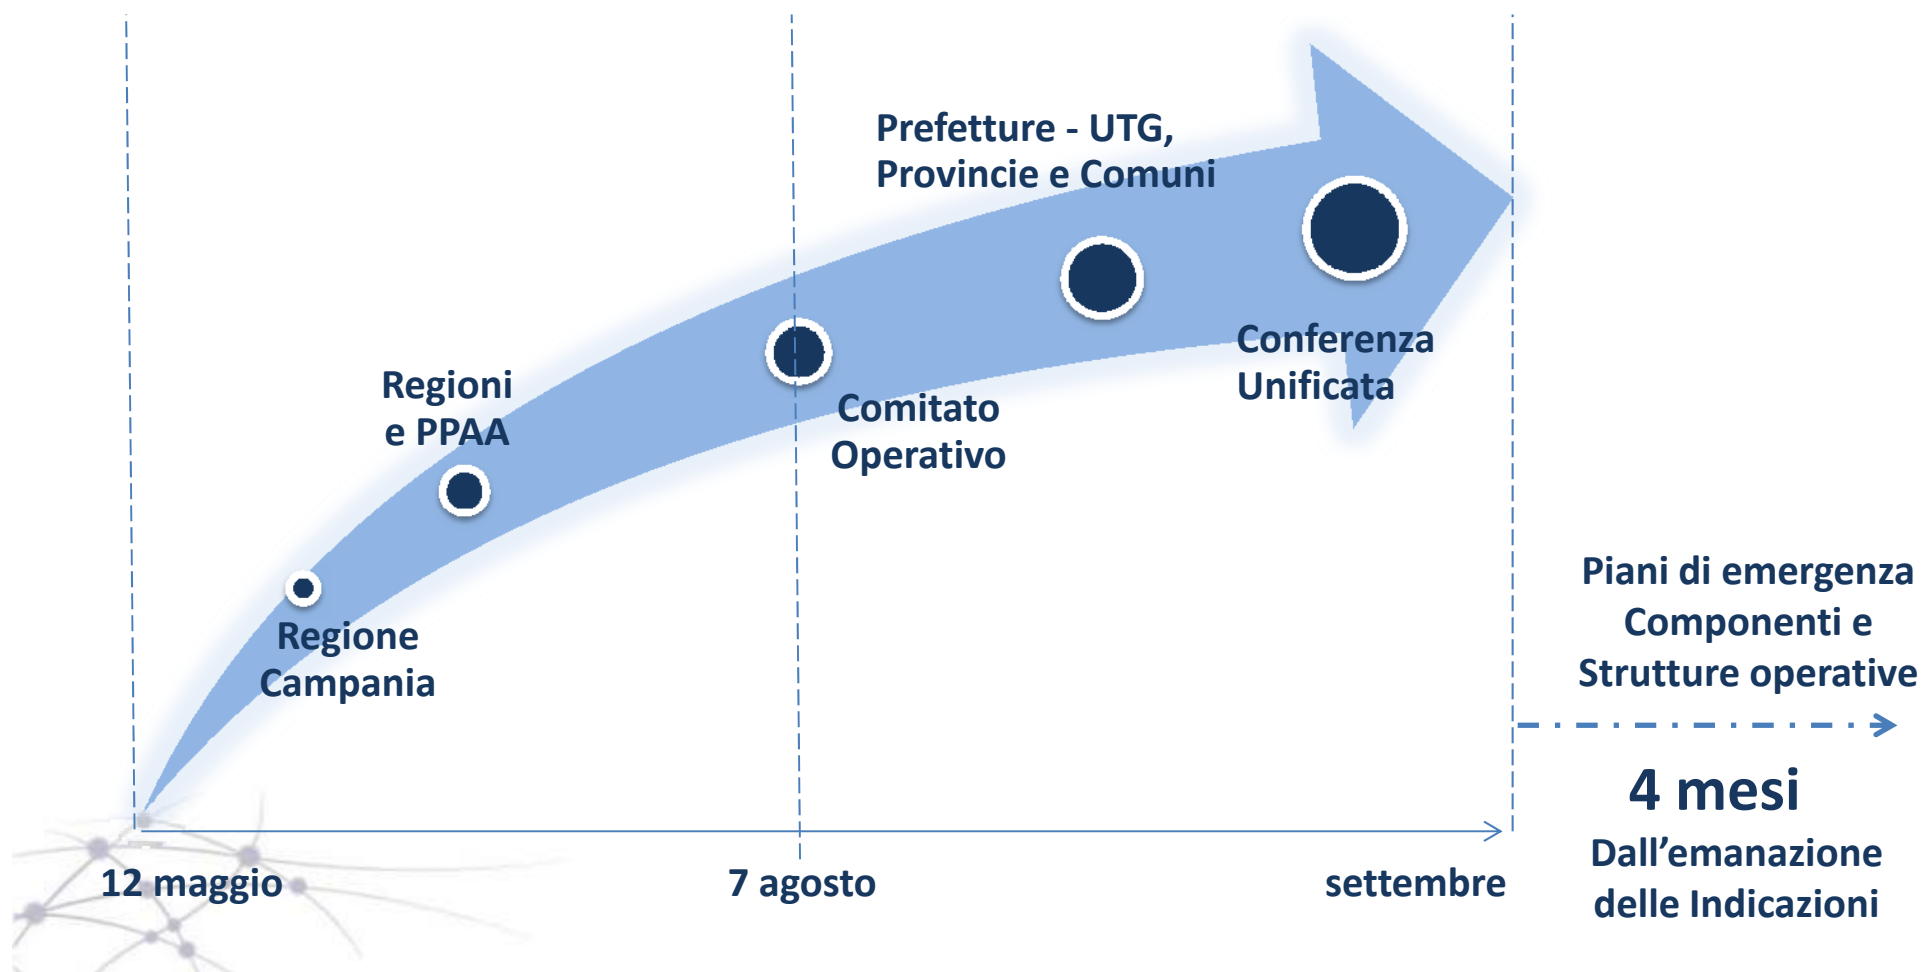 Prefetture - UTG,
Provincie e Comuni
Conferenza
Unificata
Regioni
e PPAA
Comitato
Operativo
Regione
Campania
Piani di emergenza
Componenti e
Strutture operative
4 mesi
Dall’emanazione
delle Indicazioni
12 maggio
7 agosto
settembre